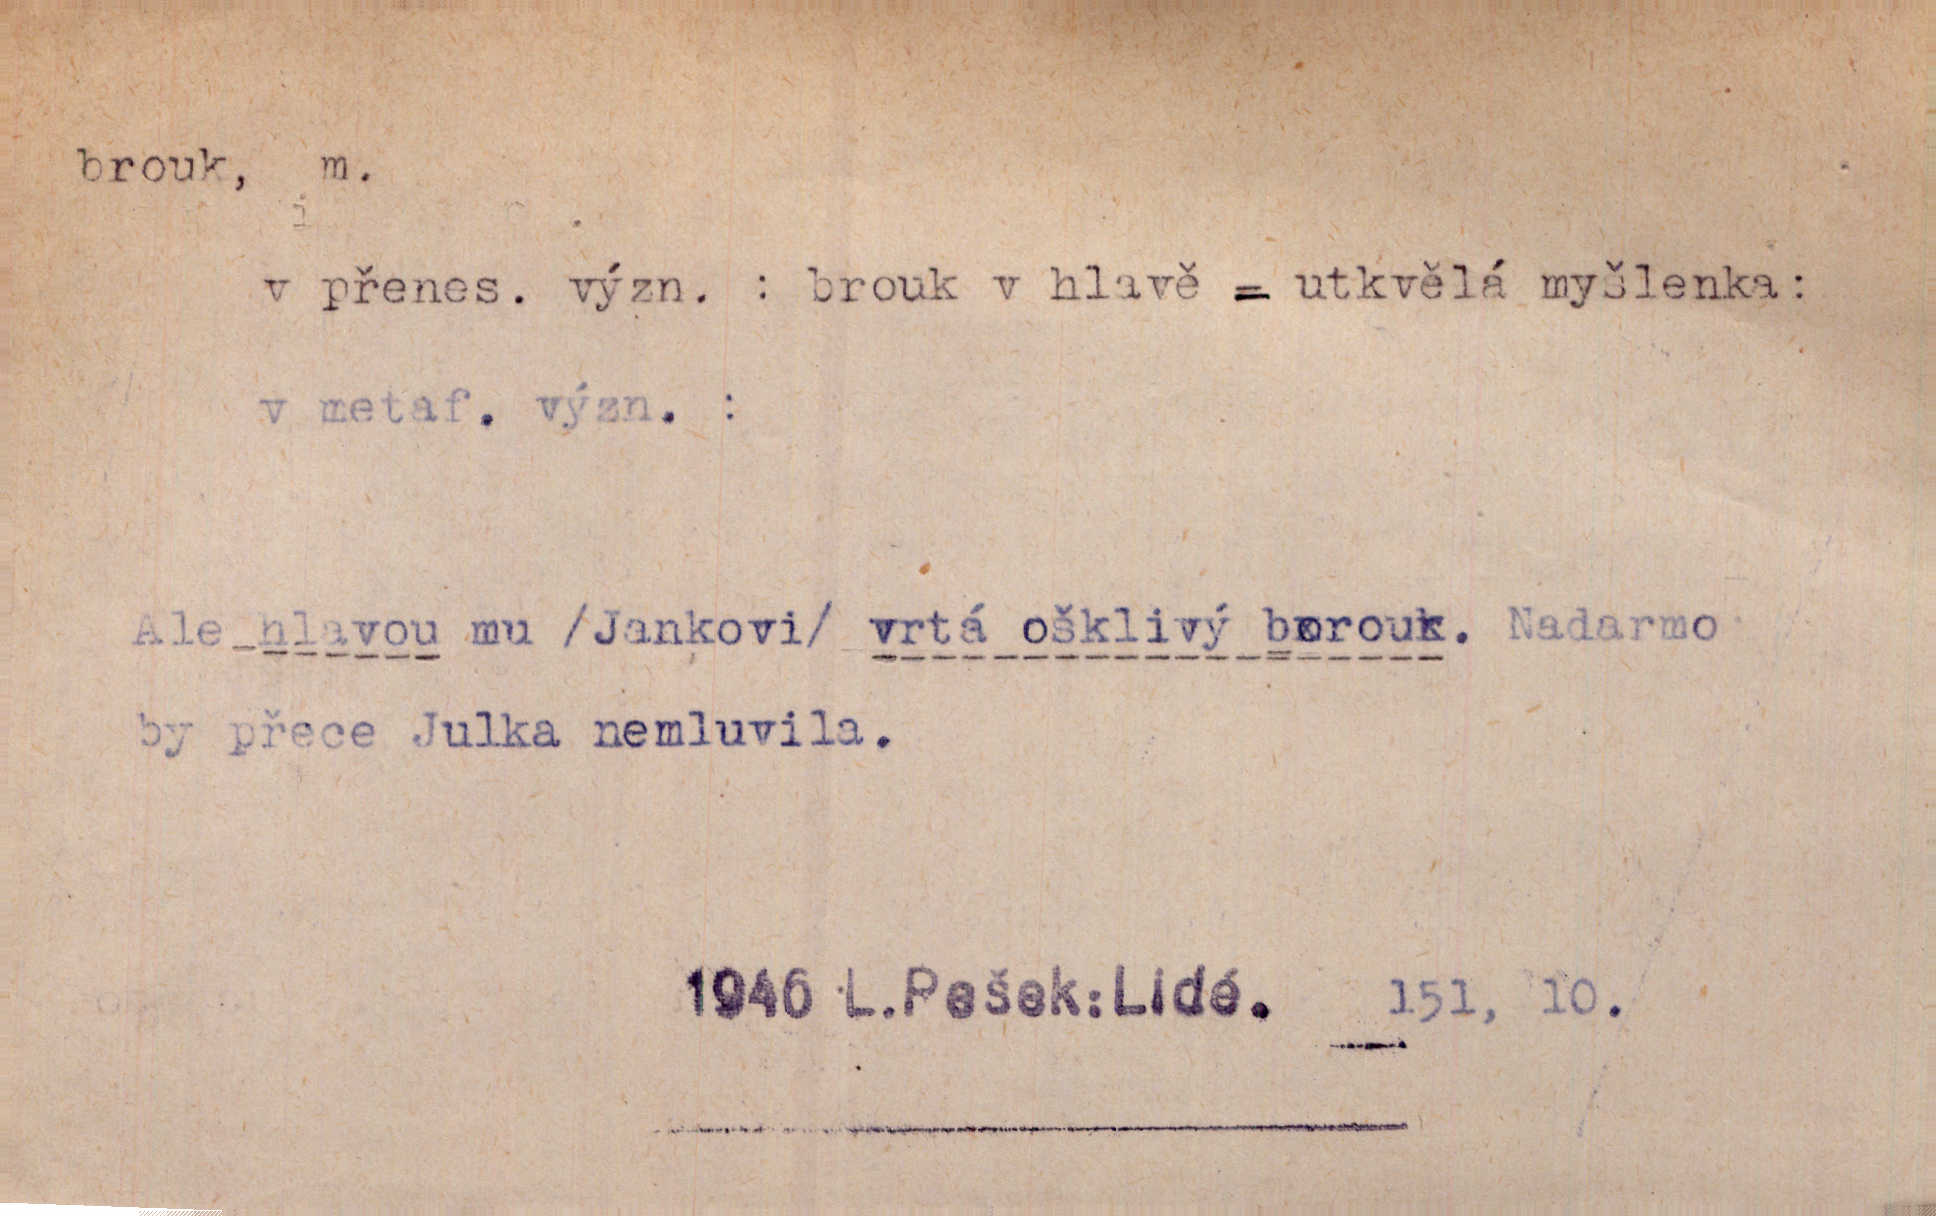 brouk, m.
i
v přenes. význ. : brouk v hlavě = utkvělá myšlenka:
v metaf. význ. :
Ale hlavou mu /Jankovi/ vrtá ošklivý brouk. Nadarmo
by přece Julka nemluvila.
1946 L.Pešek:Lidé. 151, 10.